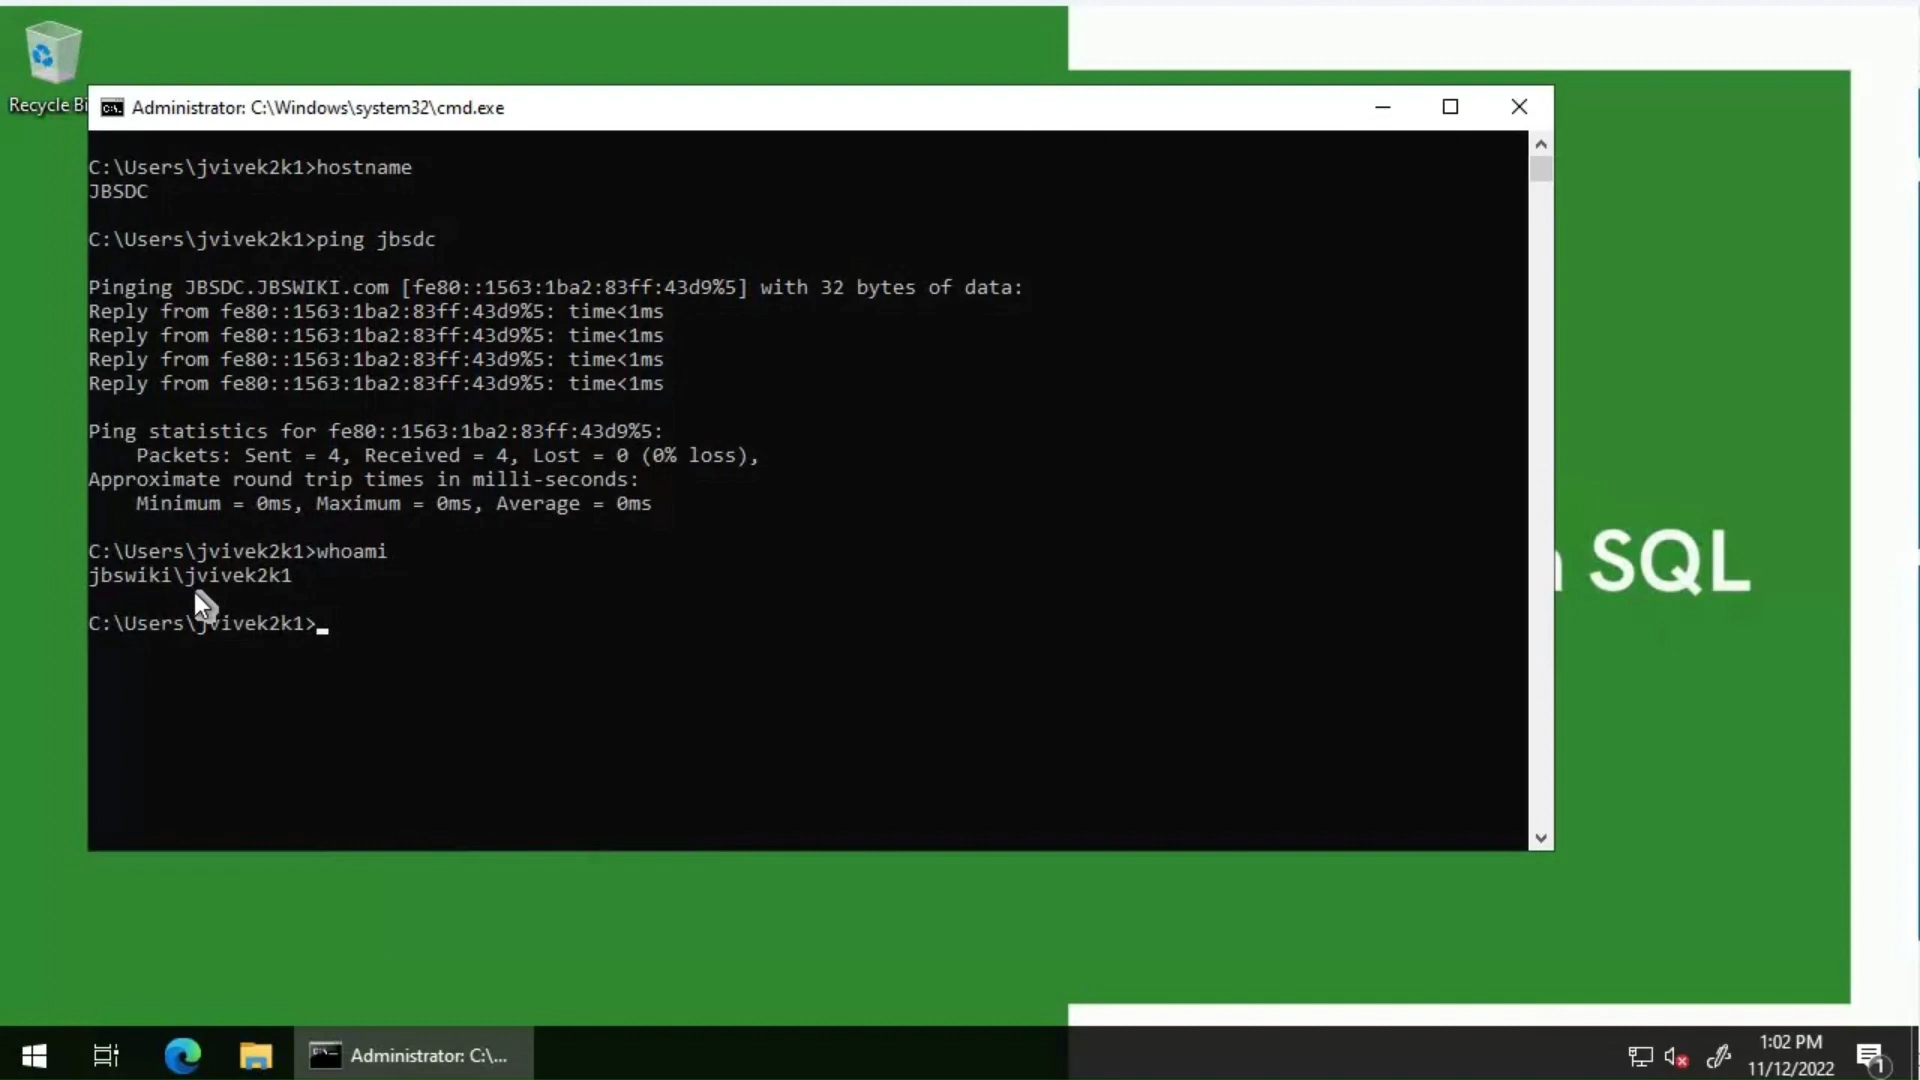 Recycle Bi
Administrator: C:\Windows\system32\cmd.exe
C:\Users\jvivek2k1>hostname
JBSDC
C:\Users\jvivek2k1>ping jbsdc
Pinging JBSDC.JBSWIKI.com [fe80::1563:1ba2:83ff:43d9%5] with 32 bytes of data:
Reply from fe80::1563:1ba2:83ff:43d9%5: time<1ms
Reply from fe80::1563:1ba2:83ff:43d9%5: time<1ms
Reply from fe80::1563:1ba2:83ff:43d9%5: time<1ms
Reply from fe80::1563:1ba2:83ff:43d9%5: time<1ms
Ping statistics for fe80::1563:1ba2:83ff:43d9%5:
Packets: Sent = 4, Received = 4, Lost = 0 (0% loss),
Approximate round trip times in milli-seconds:
Minimum = 0ms, Maximum = 0ms, Average = 0ms
C:\Users\jvivek2k1>whoami
jbswiki\jvivek2k1
C:\Users\jvivek2k1>
SQL
Administrator: C:\...
1:02 PM
11/12/2022
1